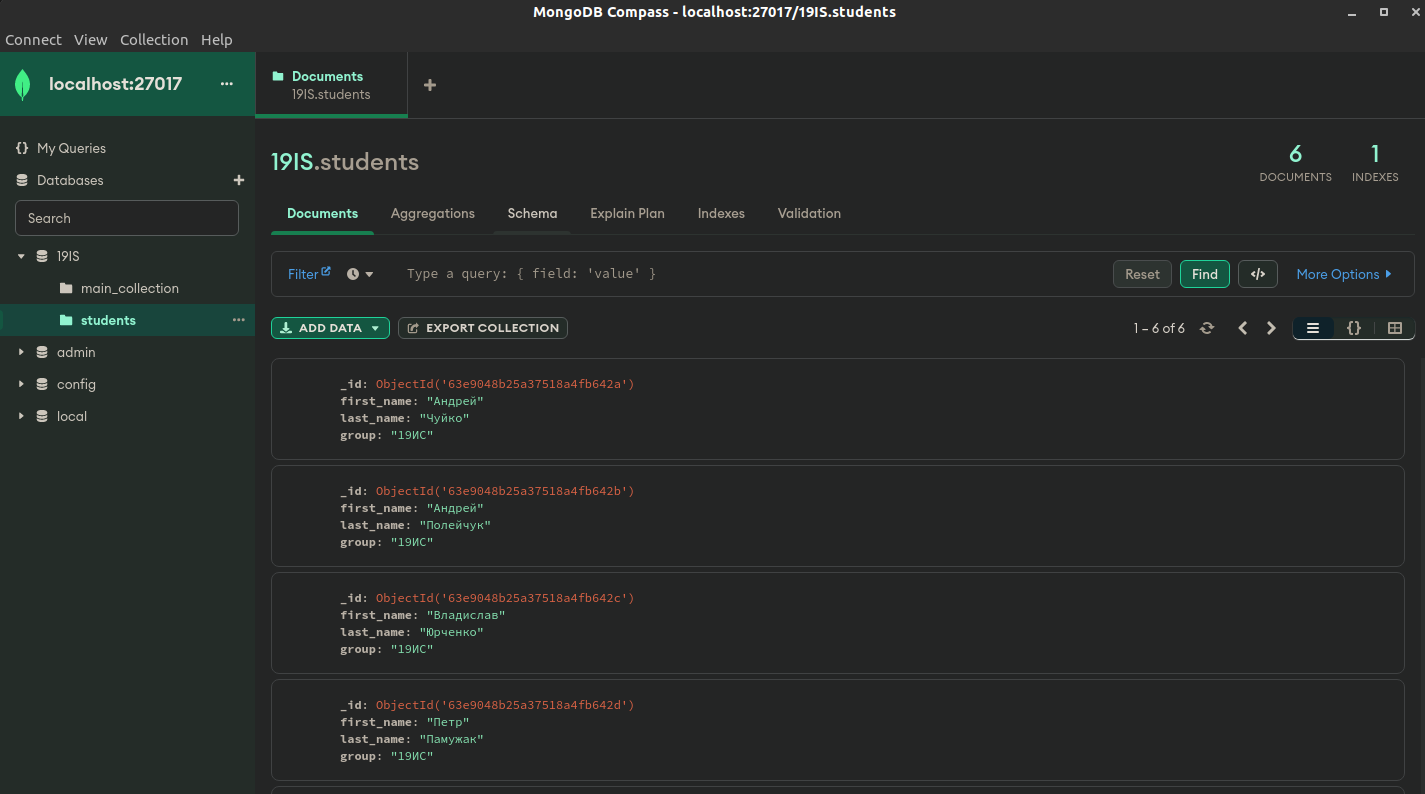 MongoDB Compass - localhost:27017/19IS.students
Connect View Collection Help
localhost:27017
Documents
19IS.students
My Queries
Databases
Search
19IS
main_collection
students
admin
config
local
19IS.students
6
DOCUMENTS
1
INDEXES
Documents Aggregations Schema Explain Plan Indexes Validation
Filter Type a query: { field: 'value' } Reset Find </> More Options
ADD DATA EXPORT COLLECTION 1 – 6 of 6 {}
_id: ObjectId('63e9048b25a37518a4fb642a')
first_name: "Андрей"
last_name: "Чуйко"
group: "19ИС"
_id: ObjectId('63e9048b25a37518a4fb642b')
first_name: "Андрей"
last_name: "Полейчук"
group: "19ИС"
_id: ObjectId('63e9048b25a37518a4fb642c')
first_name: "Владислав"
last_name: "Юрченко"
group: "19ИС"
_id: ObjectId('63e9048b25a37518a4fb642d')
first_name: "Петр"
last_name: "Памужак"
group: "19ИС"